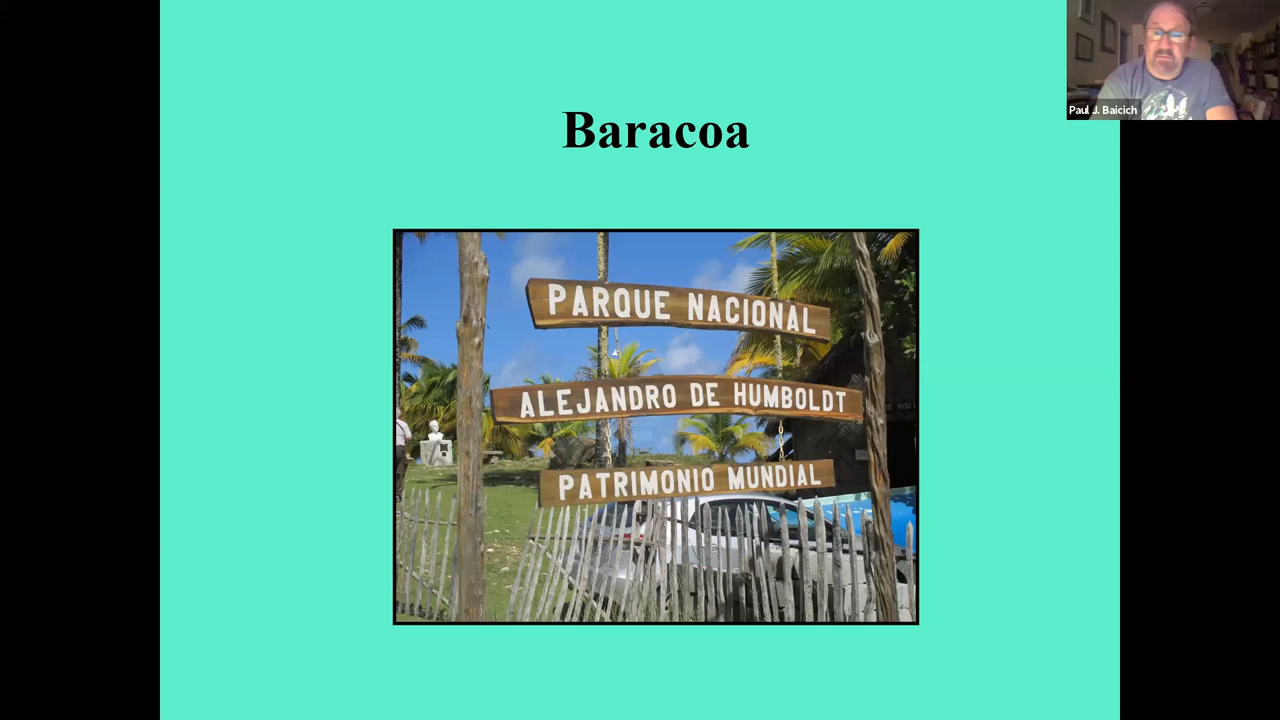 Baracoa
PARQUE NACIONAL
ALEJANDRO DE HUMBOLDT
PATRIMONIO MUNDIAL
Paul J. Baicich